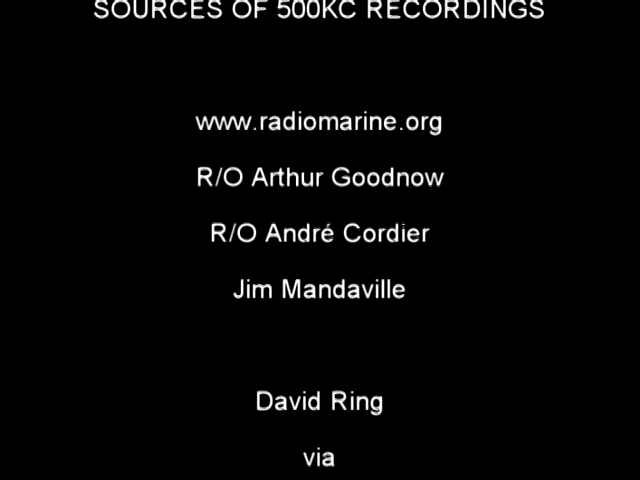 SOURCES OF 500KC RECORDINGS
www.radiomarine.org
R/O Arthur Goodnow
R/O André Cordier
Jim Mandaville
David Ring
via